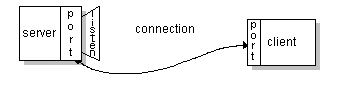 server
port
listen
connection
port
client